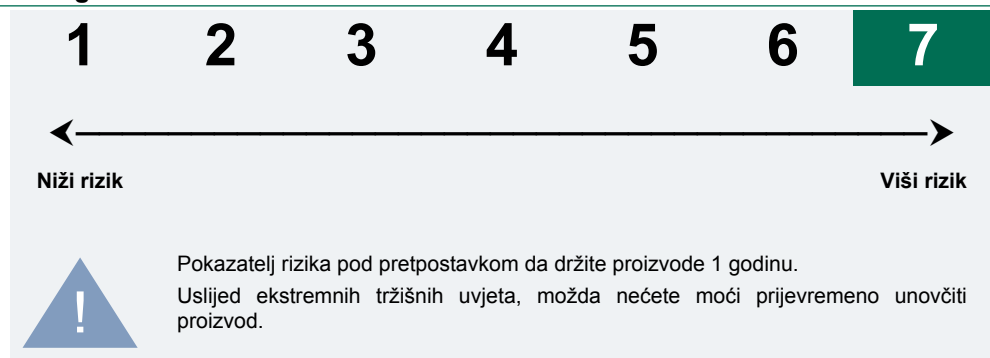 1 2 3 4 5 6 7
Niži rizik Viši rizik
Pokazatelj rizika pod pretpostavkom da držite proizvode 1 godinu.
Uslijed ekstremnih tržišnih uvjeta, možda nećete moći prijevremeno unovčiti
proizvod.
!